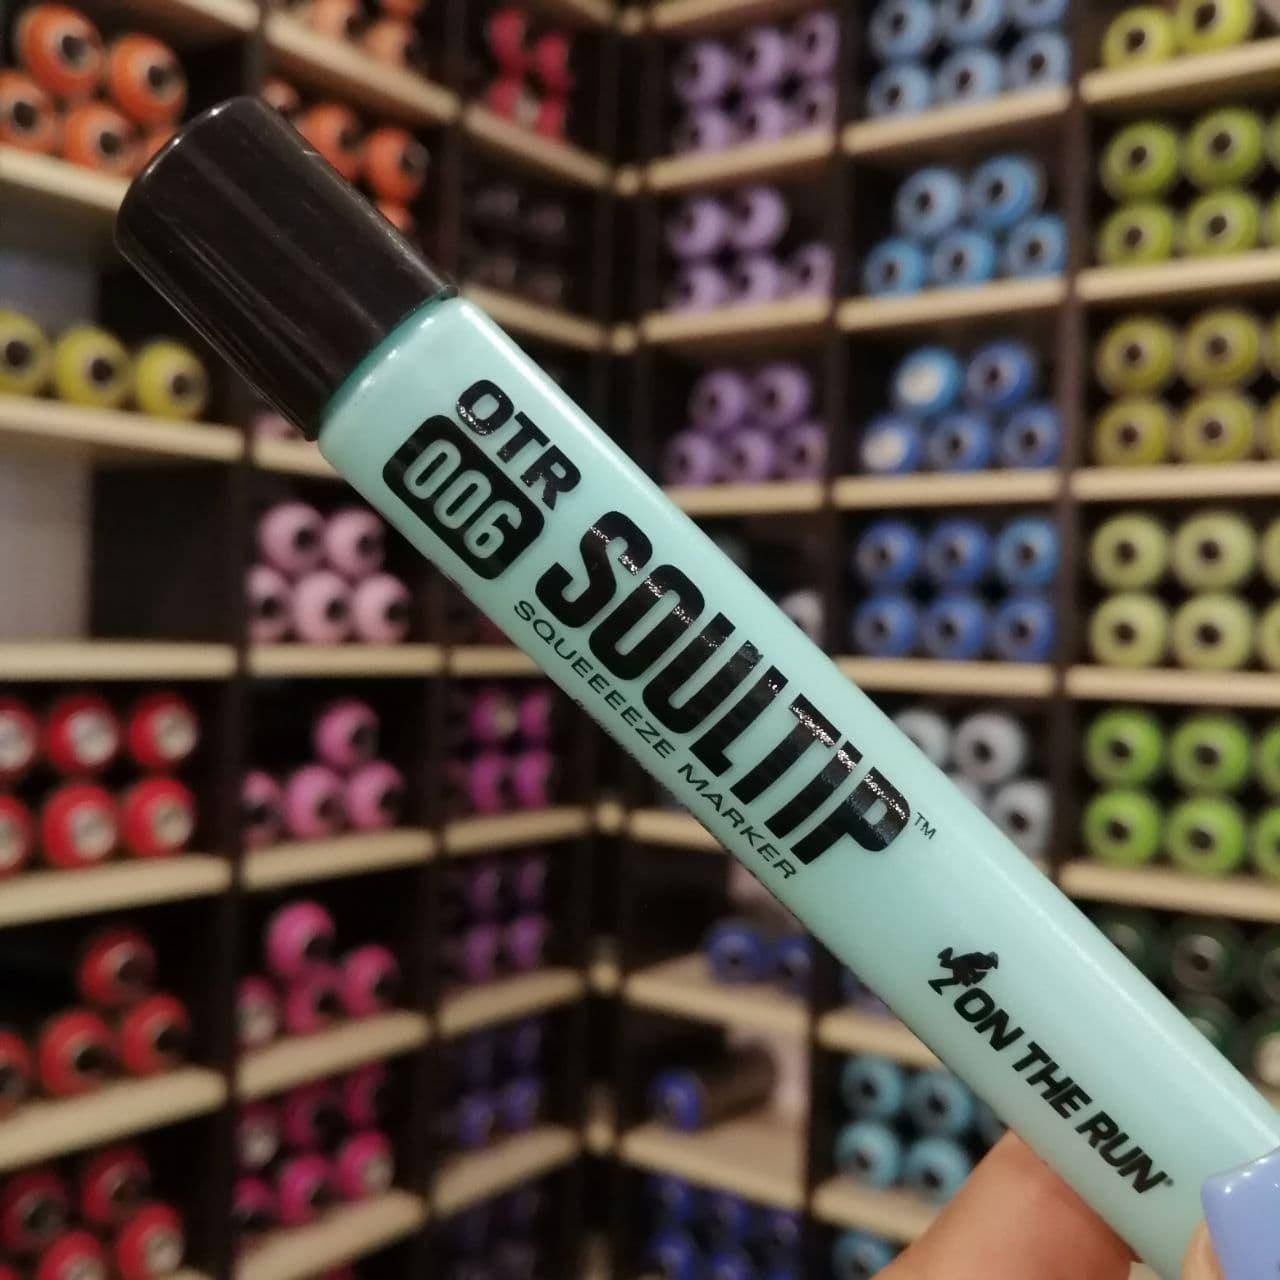 OTR
006
SOULTIP™
SQUEEEEZE MARKER
ON THE RUN®